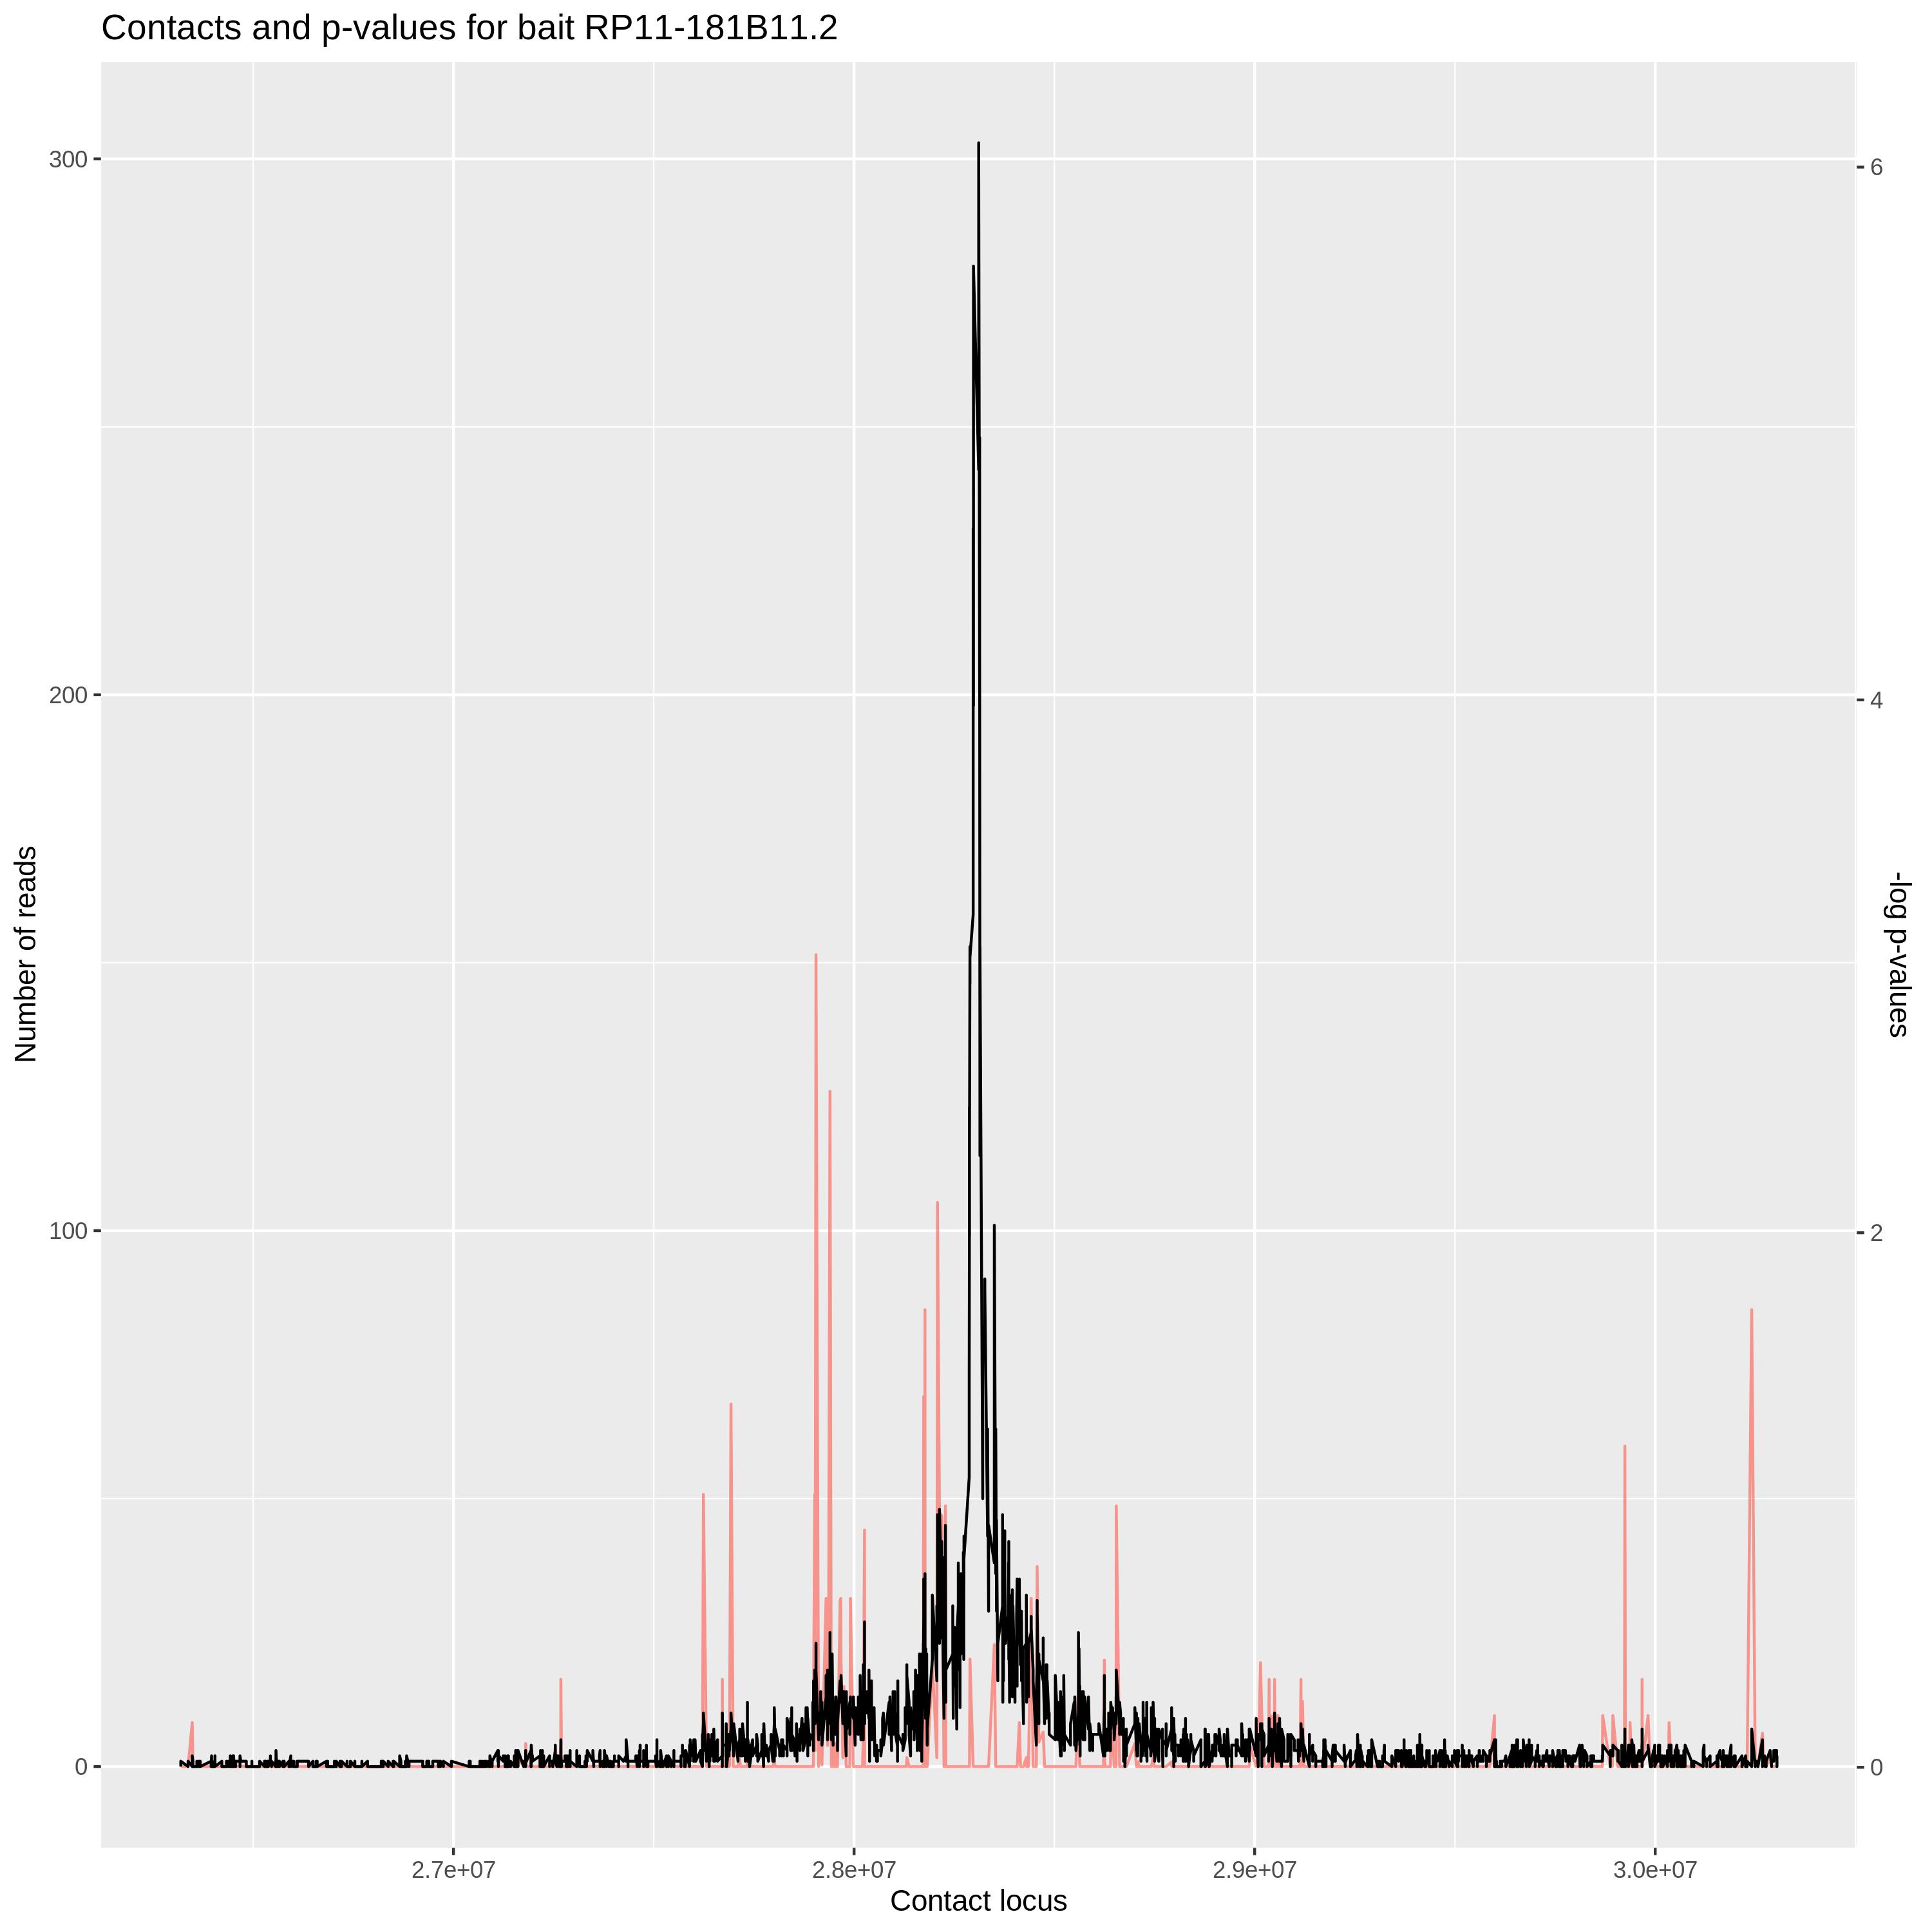 Contacts and p-values for bait RP11-181B11.2
300
200
100
0
Number of reads
6
4
2
0
-log p-values
2.7e+07
2.8e+07
2.9e+07
3.0e+07
Contact locus